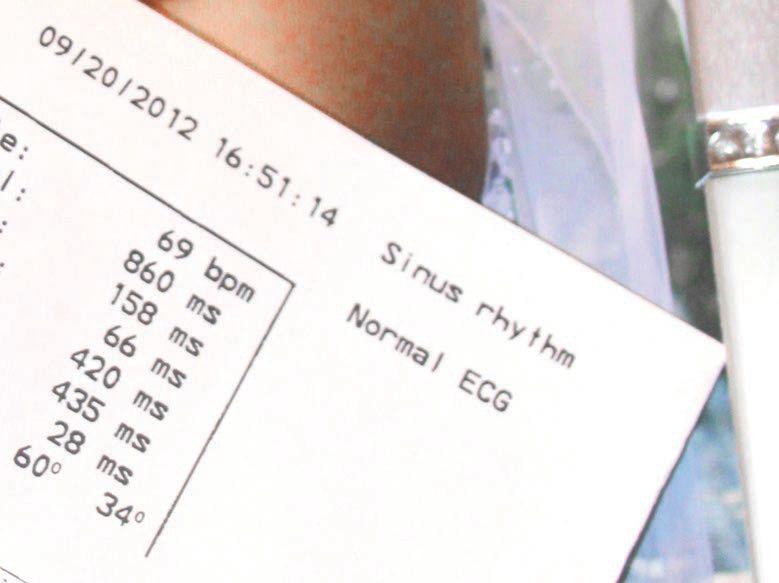 09/20/2012 16:51:14
Sinus rhythm
Normal ECG
e:
l:
:
69 bpm
860 ms
158 ms
66 ms
420 ms
435 ms
28 ms
60° 34°